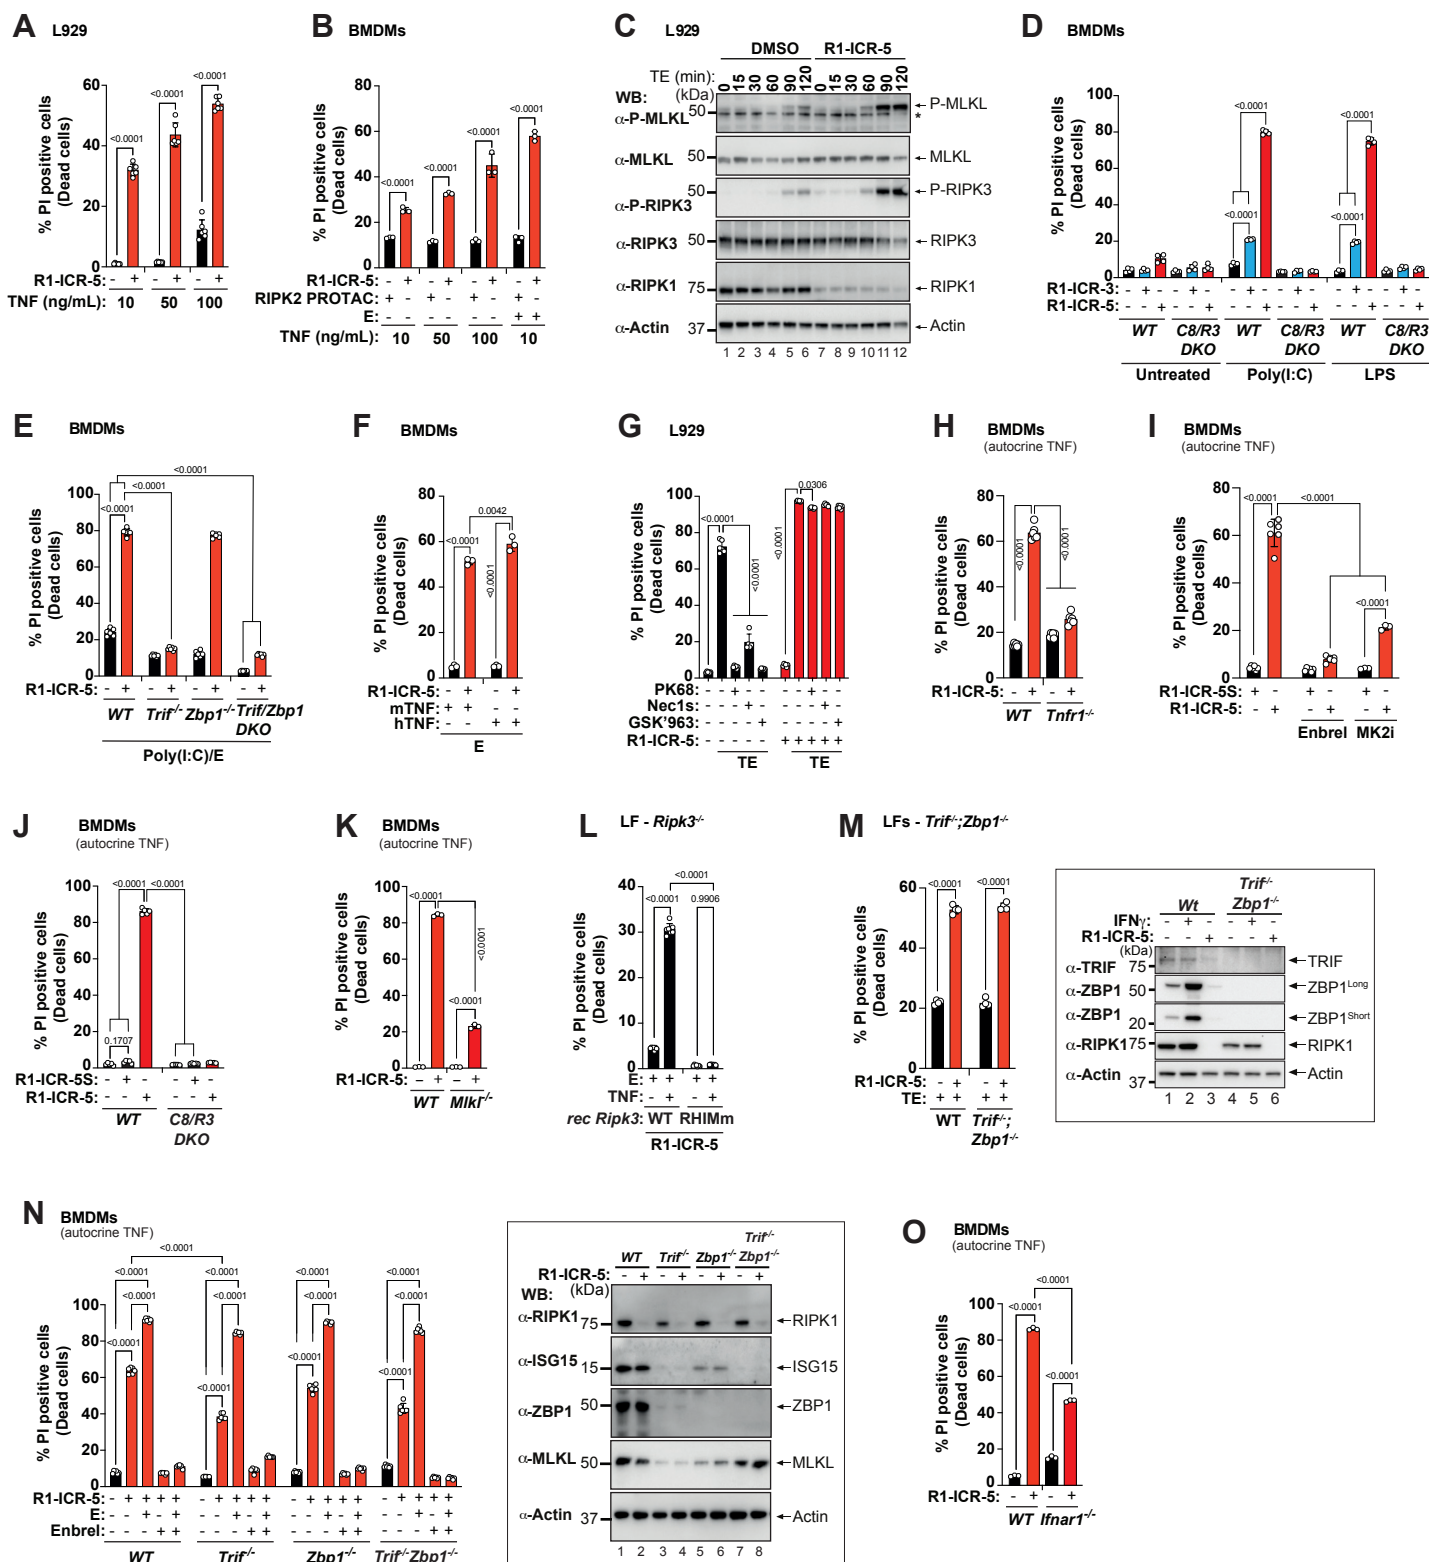 A L929
% PI positive cells
(Dead cells)
60
40
20
0
<0.0001
<0.0001
<0.0001
R1-ICR-5: - + - + - +
TNF (ng/mL): 10 50 100
B BMDMs
% PI positive cells
(Dead cells)
80
60
40
20
0
<0.0001
<0.0001
<0.0001
<0.0001
R1-ICR-5: - + - + - + - +
RIPK2 PROTAC: + - + - + - + -
E: - - - - - - + +
TNF (ng/mL): 10 50 100 10
C L929
DMSO R1-ICR-5
TE (min): 0 15 30 60 90 120 0 15 30 60 90 120
WB: (kDa)
α-P-MLKL 50 P-MLKL
*
α-MLKL 50 MLKL
α-P-RIPK3 50 P-RIPK3
α-RIPK3 50 RIPK3
α-RIPK1 75 RIPK1
α-Actin 37 Actin
1 2 3 4 5 6 7 8 9 10 11 12
D BMDMs
% PI positive cells
(Dead cells)
100
80
60
40
20
0
<0.0001
<0.0001
<0.0001
<0.0001
R1-ICR-3: - + - - + - - + - - + - - + - - + -
R1-ICR-5: - - + - - + - - + - - + - - + - - +
WT C8/R3 DKO WT C8/R3 DKO WT C8/R3 DKO
Untreated Poly(I:C) LPS
E BMDMs
% PI positive cells
(Dead cells)
100
80
60
40
20
0
<0.0001
<0.0001
<0.0001
R1-ICR-5: - + - + - + - +
WT Trif-/- Zbp1-/- Trif/Zbp1
DKO
Poly(I:C)/E
F BMDMs
% PI positive cells
(Dead cells)
80
60
40
20
0
0.0042
<0.0001
<0.0001
R1-ICR-5: - + - +
mTNF: + + - -
hTNF: - - + +
E
G L929
% PI positive cells
(Dead cells)
100
80
60
40
20
0
<0.0001
<0.0001
<0.0001
0.0306
PK68: - - + - - - - + - -
Nec1s: - - - + - - - - + -
GSK'963: - - - - + - - - - +
R1-ICR-5: - - - - - + + + + +
TE TE
H BMDMs
(autocrine TNF)
% PI positive cells
(Dead cells)
80
60
40
20
0
<0.0001
<0.0001
R1-ICR-5: - + - +
WT Tnfr1-/-
I BMDMs
(autocrine TNF)
% PI positive cells
(Dead cells)
80
60
40
20
0
<0.0001
<0.0001
<0.0001
R1-ICR-5S: + - + - + -
R1-ICR-5: - + - + - +
Enbrel MK2i
J BMDMs
(autocrine TNF)
% PI positive cells
(Dead cells)
100
80
60
40
20
0
<0.0001
<0.0001
0.1707
R1-ICR-5S: - + - - + -
R1-ICR-5: - - + - - +
WT C8/R3
DKO
K BMDMs
(autocrine TNF)
% PI positive cells
(Dead cells)
100
80
60
40
20
0
<0.0001
<0.0001
<0.0001
R1-ICR-5: – + – +
WT Mlkl-/-
L LF - Ripk3-/-
% PI positive cells
(Dead cells)
40
30
20
10
0
<0.0001
<0.0001
0.9906
E: + + + +
TNF: - + - +
rec Ripk3: WT RHIMm
R1-ICR-5
M LFs - Trif-/-;Zbp1-/-
% PI positive cells
(Dead cells)
60
40
20
0
<0.0001
<0.0001
R1-ICR-5: - + - +
TE: + + + +
WT Trif-/-;
Zbp1-/-
Trif-/-
Wt Zbp1-/-
IFNγ: - + - - + -
R1-ICR-5: - - + - - +
(kDa)
α-TRIF 75 TRIF
α-ZBP1 50 ZBP1Long
α-ZBP1 20 ZBP1Short
α-RIPK1 75 RIPK1
α-Actin 37 Actin
1 2 3 4 5 6
N BMDMs
(autocrine TNF)
% PI positive cells
(Dead cells)
100
80
60
40
20
0
<0.0001
<0.0001
<0.0001
<0.0001
<0.0001
<0.0001
<0.0001
<0.0001
<0.0001
<0.0001
<0.0001
<0.0001
<0.0001
R1-ICR-5: - + + + + - + + + + - + + + + - + + + +
E: - - + - + - - + - + - - + - + - - + - +
Enbrel: - - - + + - - - + + - - - + + - - - + +
WT Trif-/- Zbp1-/- Trif-/-Zbp1-/-
Trif-/-
WT Trif-/- Zbp1-/- Zbp1-/-
R1-ICR-5: - + - + - + - +
WB: (kDa)
α-RIPK1 75 RIPK1
α-ISG15 15 ISG15
α-ZBP1 50 ZBP1
α-MLKL 50 MLKL
α-Actin 37 Actin
1 2 3 4 5 6 7 8
O BMDMs
(autocrine TNF)
% PI positive cells
(Dead cells)
100
80
60
40
20
0
<0.0001
<0.0001
<0.0001
R1-ICR-5: - + - +
WT Ifnar1-/-